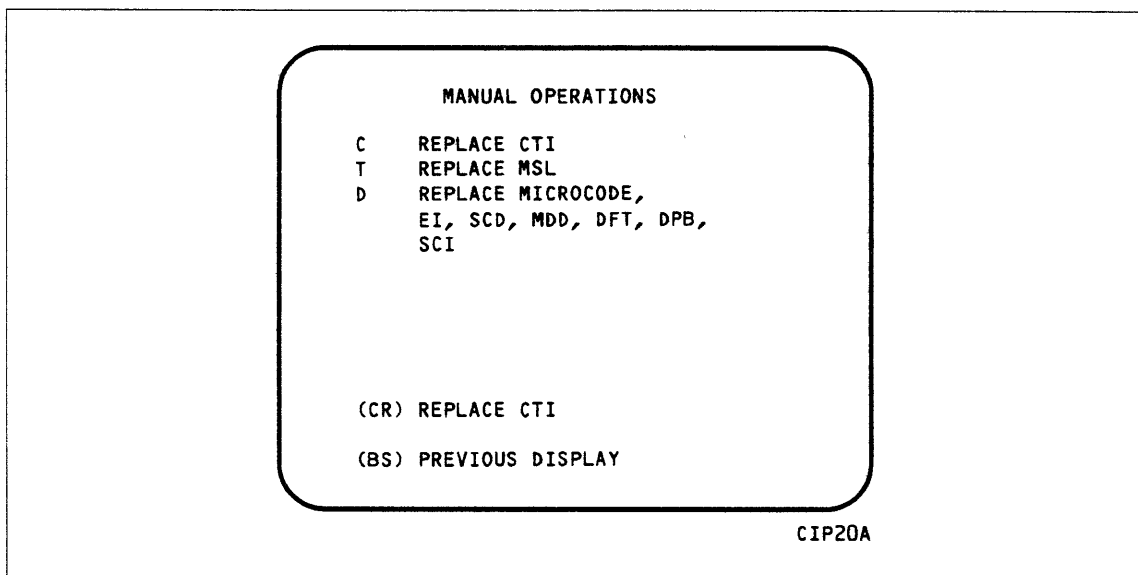 MANUAL OPERATIONS
C REPLACE CTI
T REPLACE MSL
D REPLACE MICROCODE,
EI, SCD, MDD, DFT, DPB,
SCI
(CR) REPLACE CTI
(BS) PREVIOUS DISPLAY
CIP20A